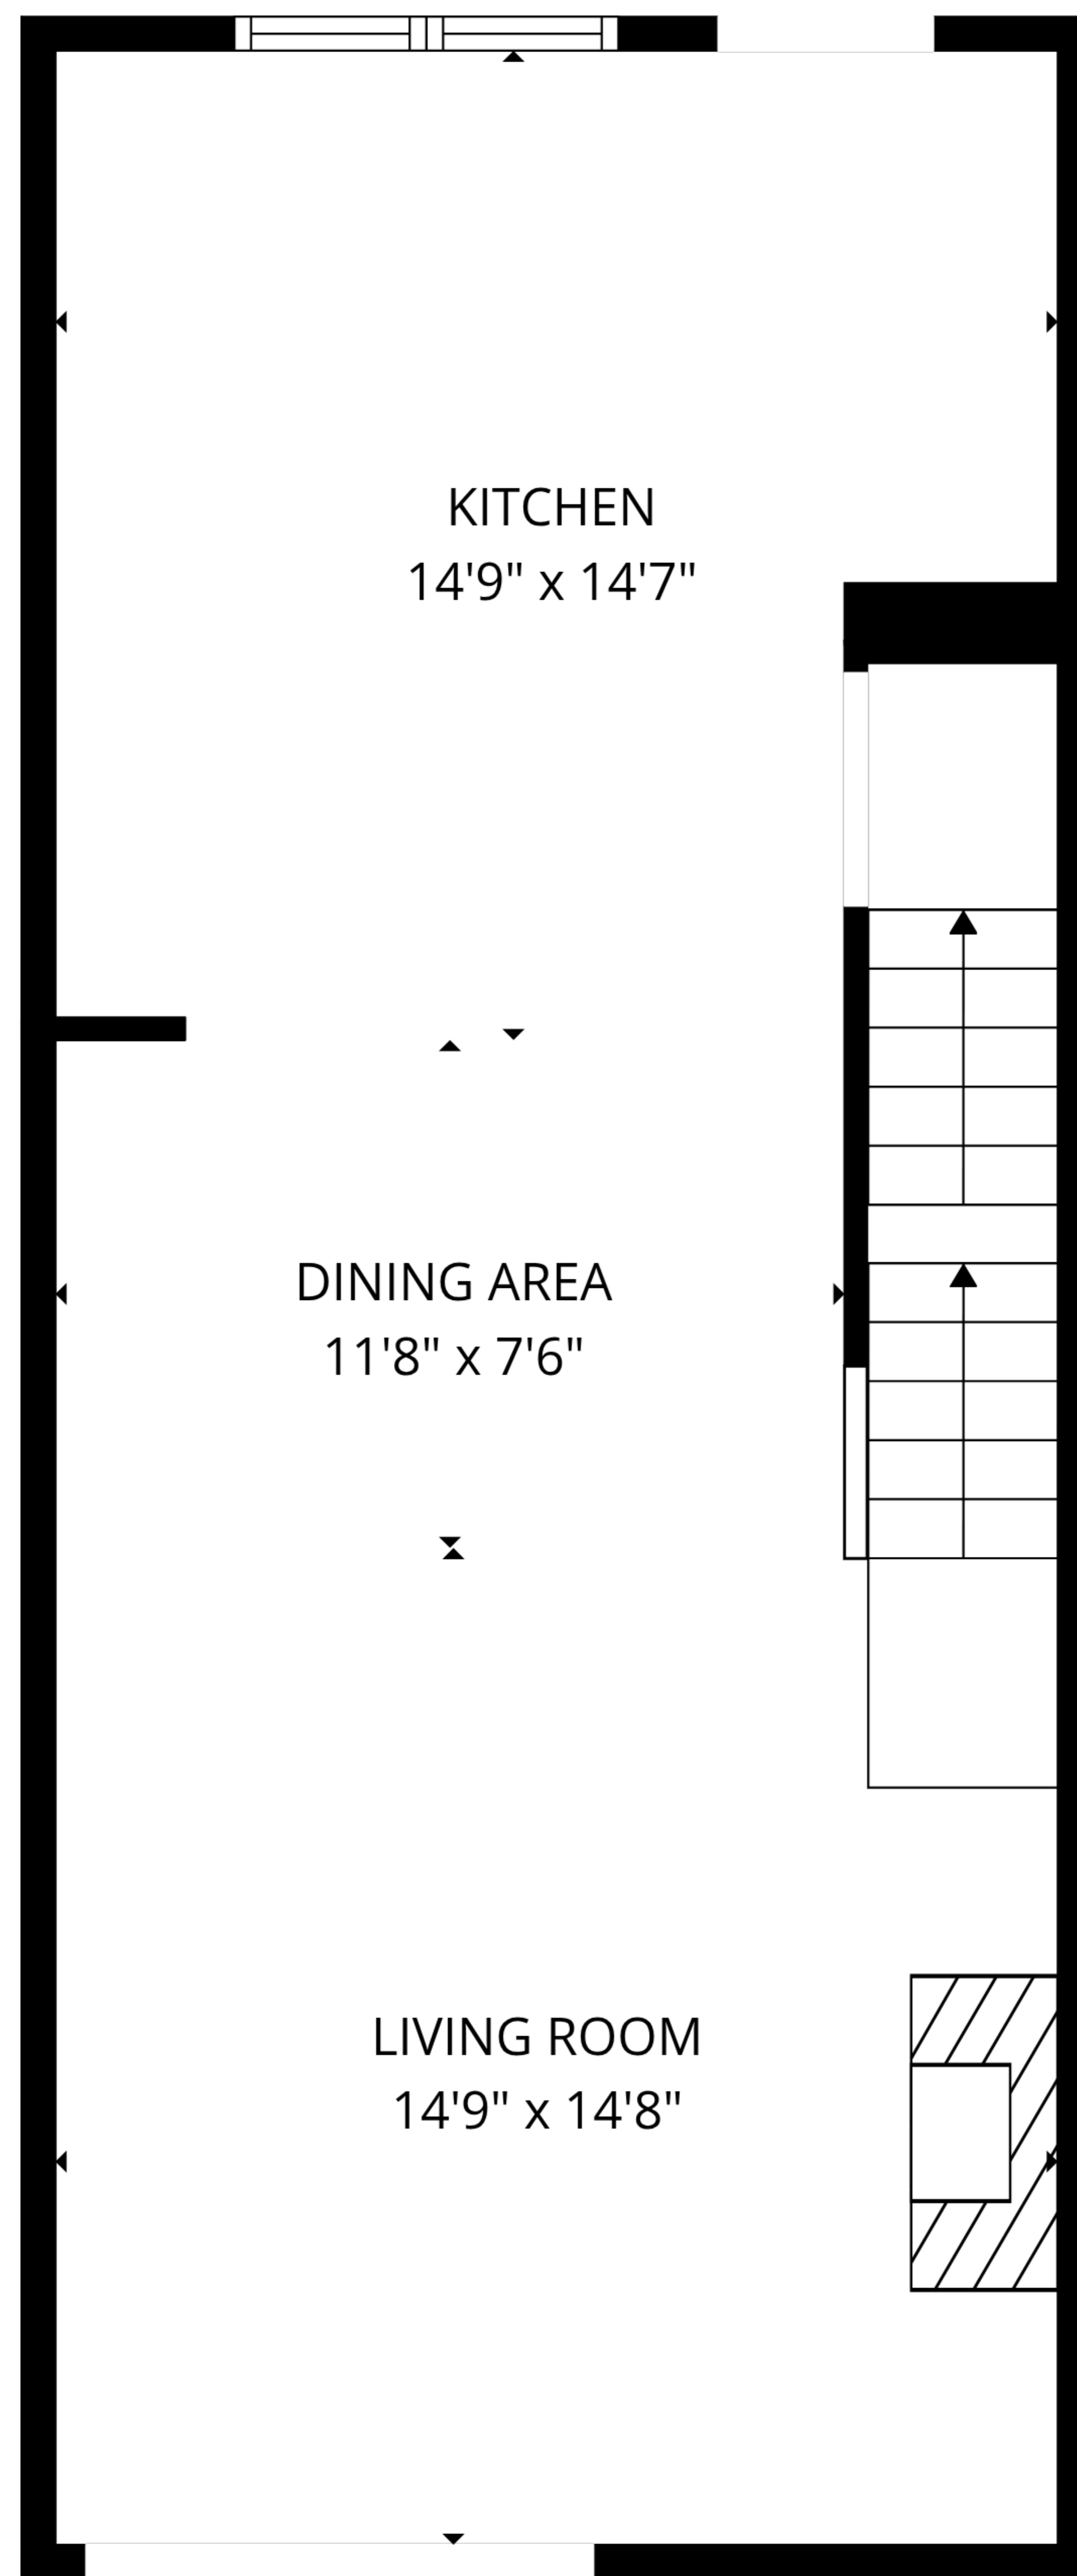 KITCHEN
14'9" x 14'7"
DINING AREA
11'8" x 7'6"
LIVING ROOM
14'9" x 14'8"